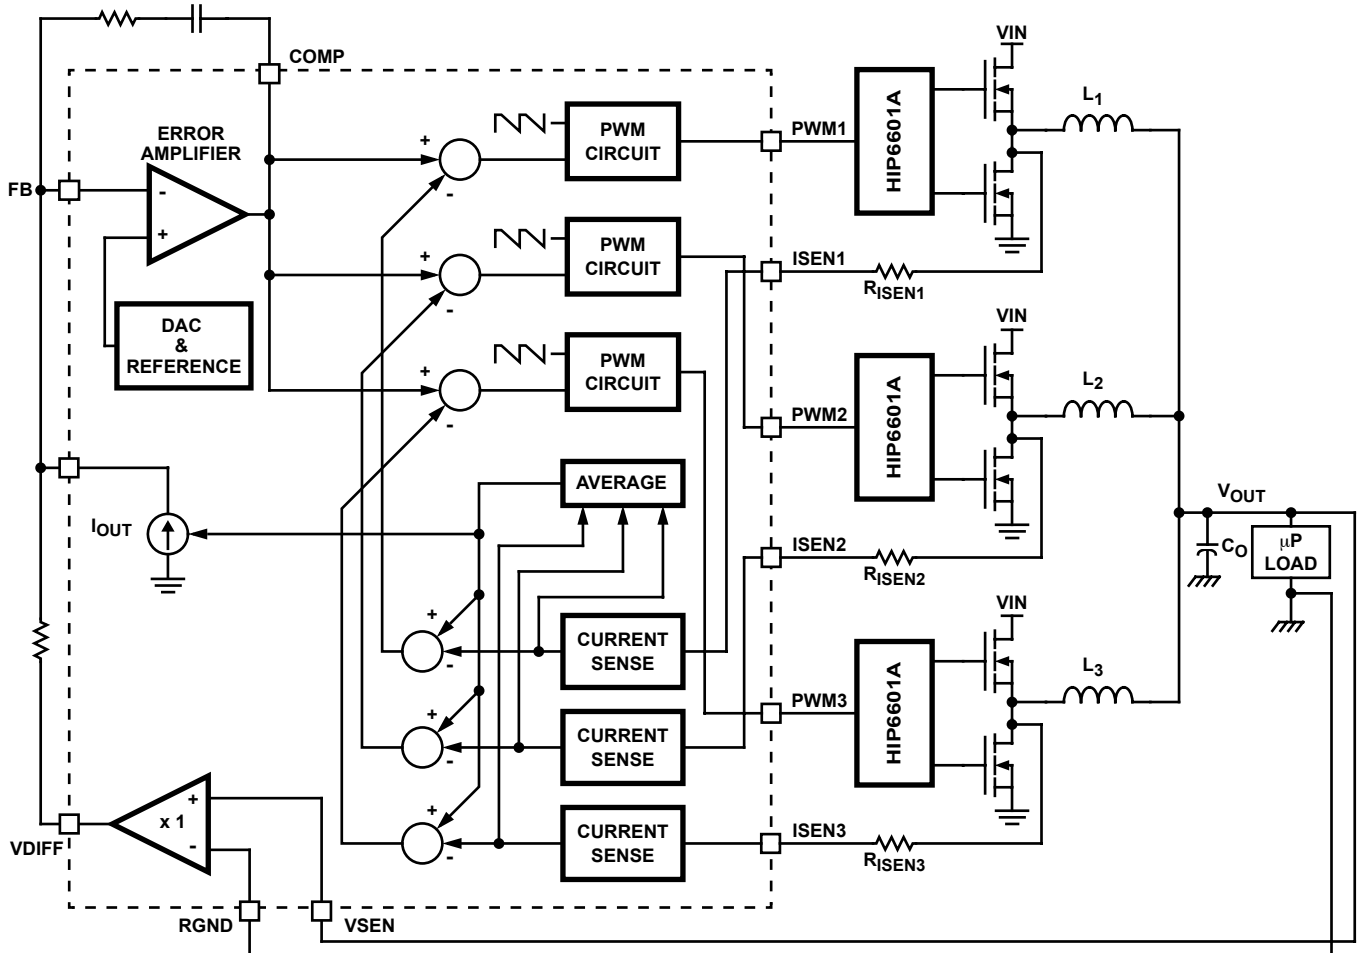 COMP
VIN
L1
+
PWM
CIRCUIT
PWM1
HIP6601A
ERROR
AMPLIFIER
-
FB
-
+
+
PWM
CIRCUIT
-
ISEN1
RISEN1
DAC
&
REFERENCE
VIN
L2
+
PWM
CIRCUIT
-
PWM2
HIP6601A
AVERAGE
IOUT
VOUT
CO
µP
LOAD
ISEN2
RISEN2
VIN
+
-
CURRENT
SENSE
L3
HIP6601A
PWM3
+
-
CURRENT
SENSE
+
x 1
-
VDIFF
+
-
CURRENT
SENSE
ISEN3
RISEN3
RGND
VSEN